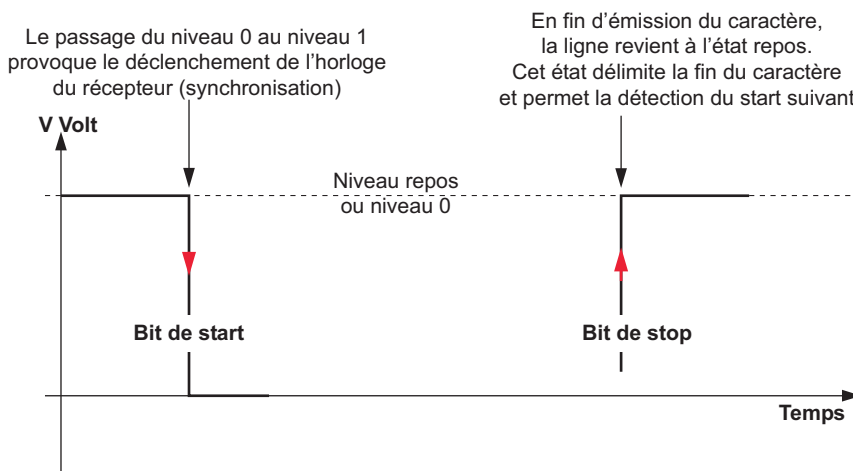 Le passage du niveau 0 au niveau 1
provoque le déclenchement de l'horloge
du récepteur (synchronisation)
En fin d'émission du caractère,
la ligne revient à l'état repos.
Cet état délimite la fin du caractère
et permet la détection du start suivant
V Volt
Niveau repos
ou niveau 0
Bit de start
Bit de stop
Temps